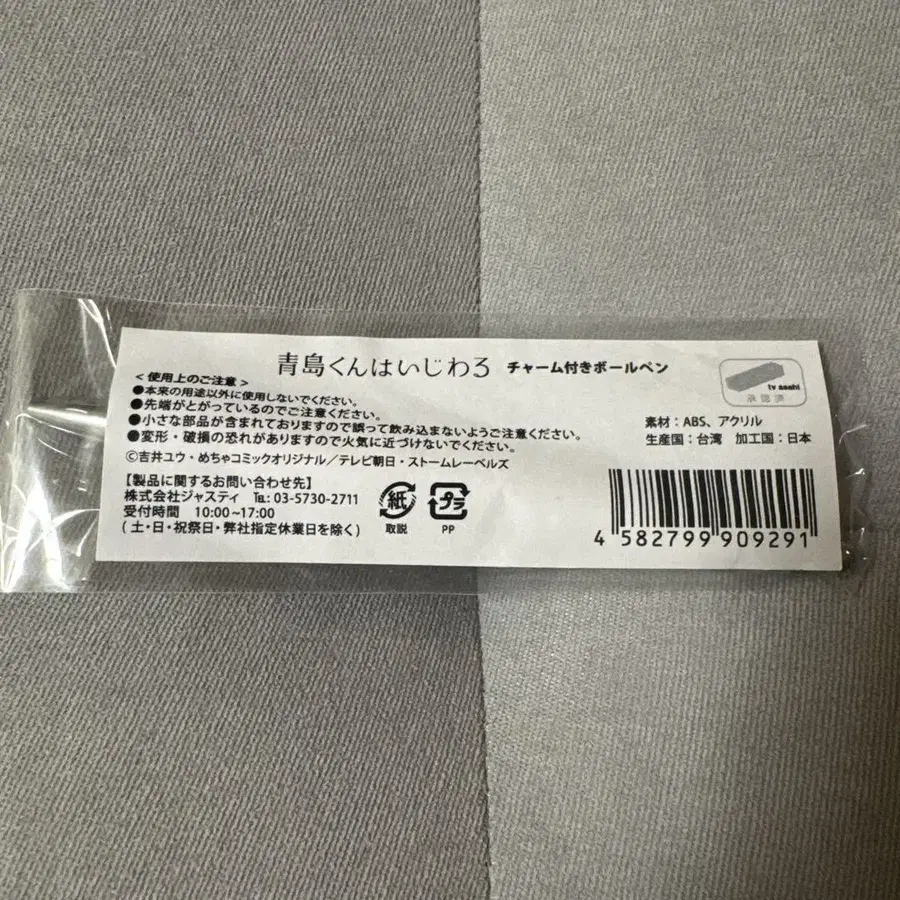 青島くんはいじわる チャーム付きボールペン
＜使用上のご注意＞
●本来の用途以外に使用しないでください。
●先端がとがっているのでご注意ください。
●小さな部品が含まれておりますので誤って飲み込まないようご注意ください。
●変形・破損の恐れがありますので火気に近づけないでください。
©吉井ユウ・めちゃコミックオリジナル／テレビ朝日・ストームレーベルズ
【製品に関するお問い合わせ先】
株式会社ジャスティ TEL: 03-5730-2711
受付時間 10:00～17:00
(土・日・祝祭日・弊社指定休業日を除く)
紙
取説
プラ
PP
tv asahi
承認済
素材：ABS、アクリル
生産国：台湾 加工国：日本
4 582799 909291